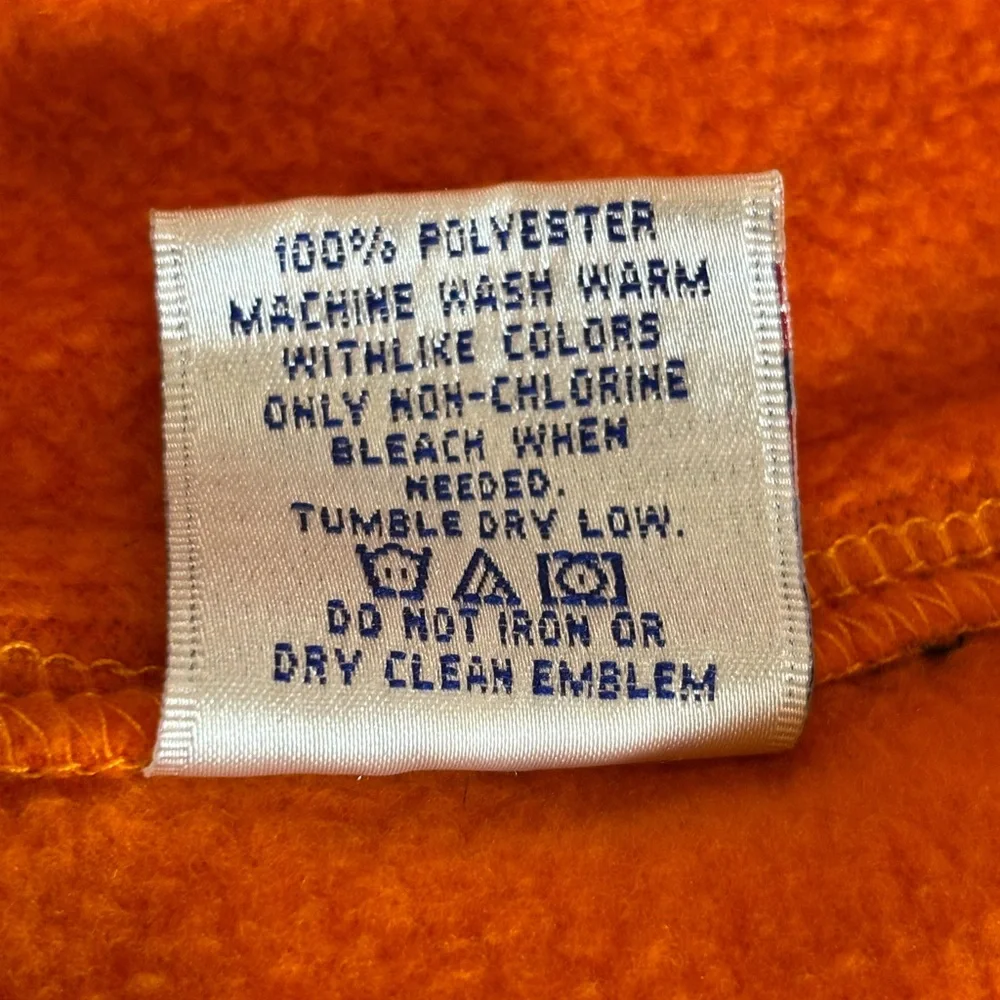 100% POLYESTER
MACHINE WASH WARM
WITHLIKE COLORS
ONLY NON-CHLORINE
BLEACH WHEN
NEEDED.
TUMBLE DRY LOW.
DO NOT IRON OR
DRY CLEAN EMBLEM